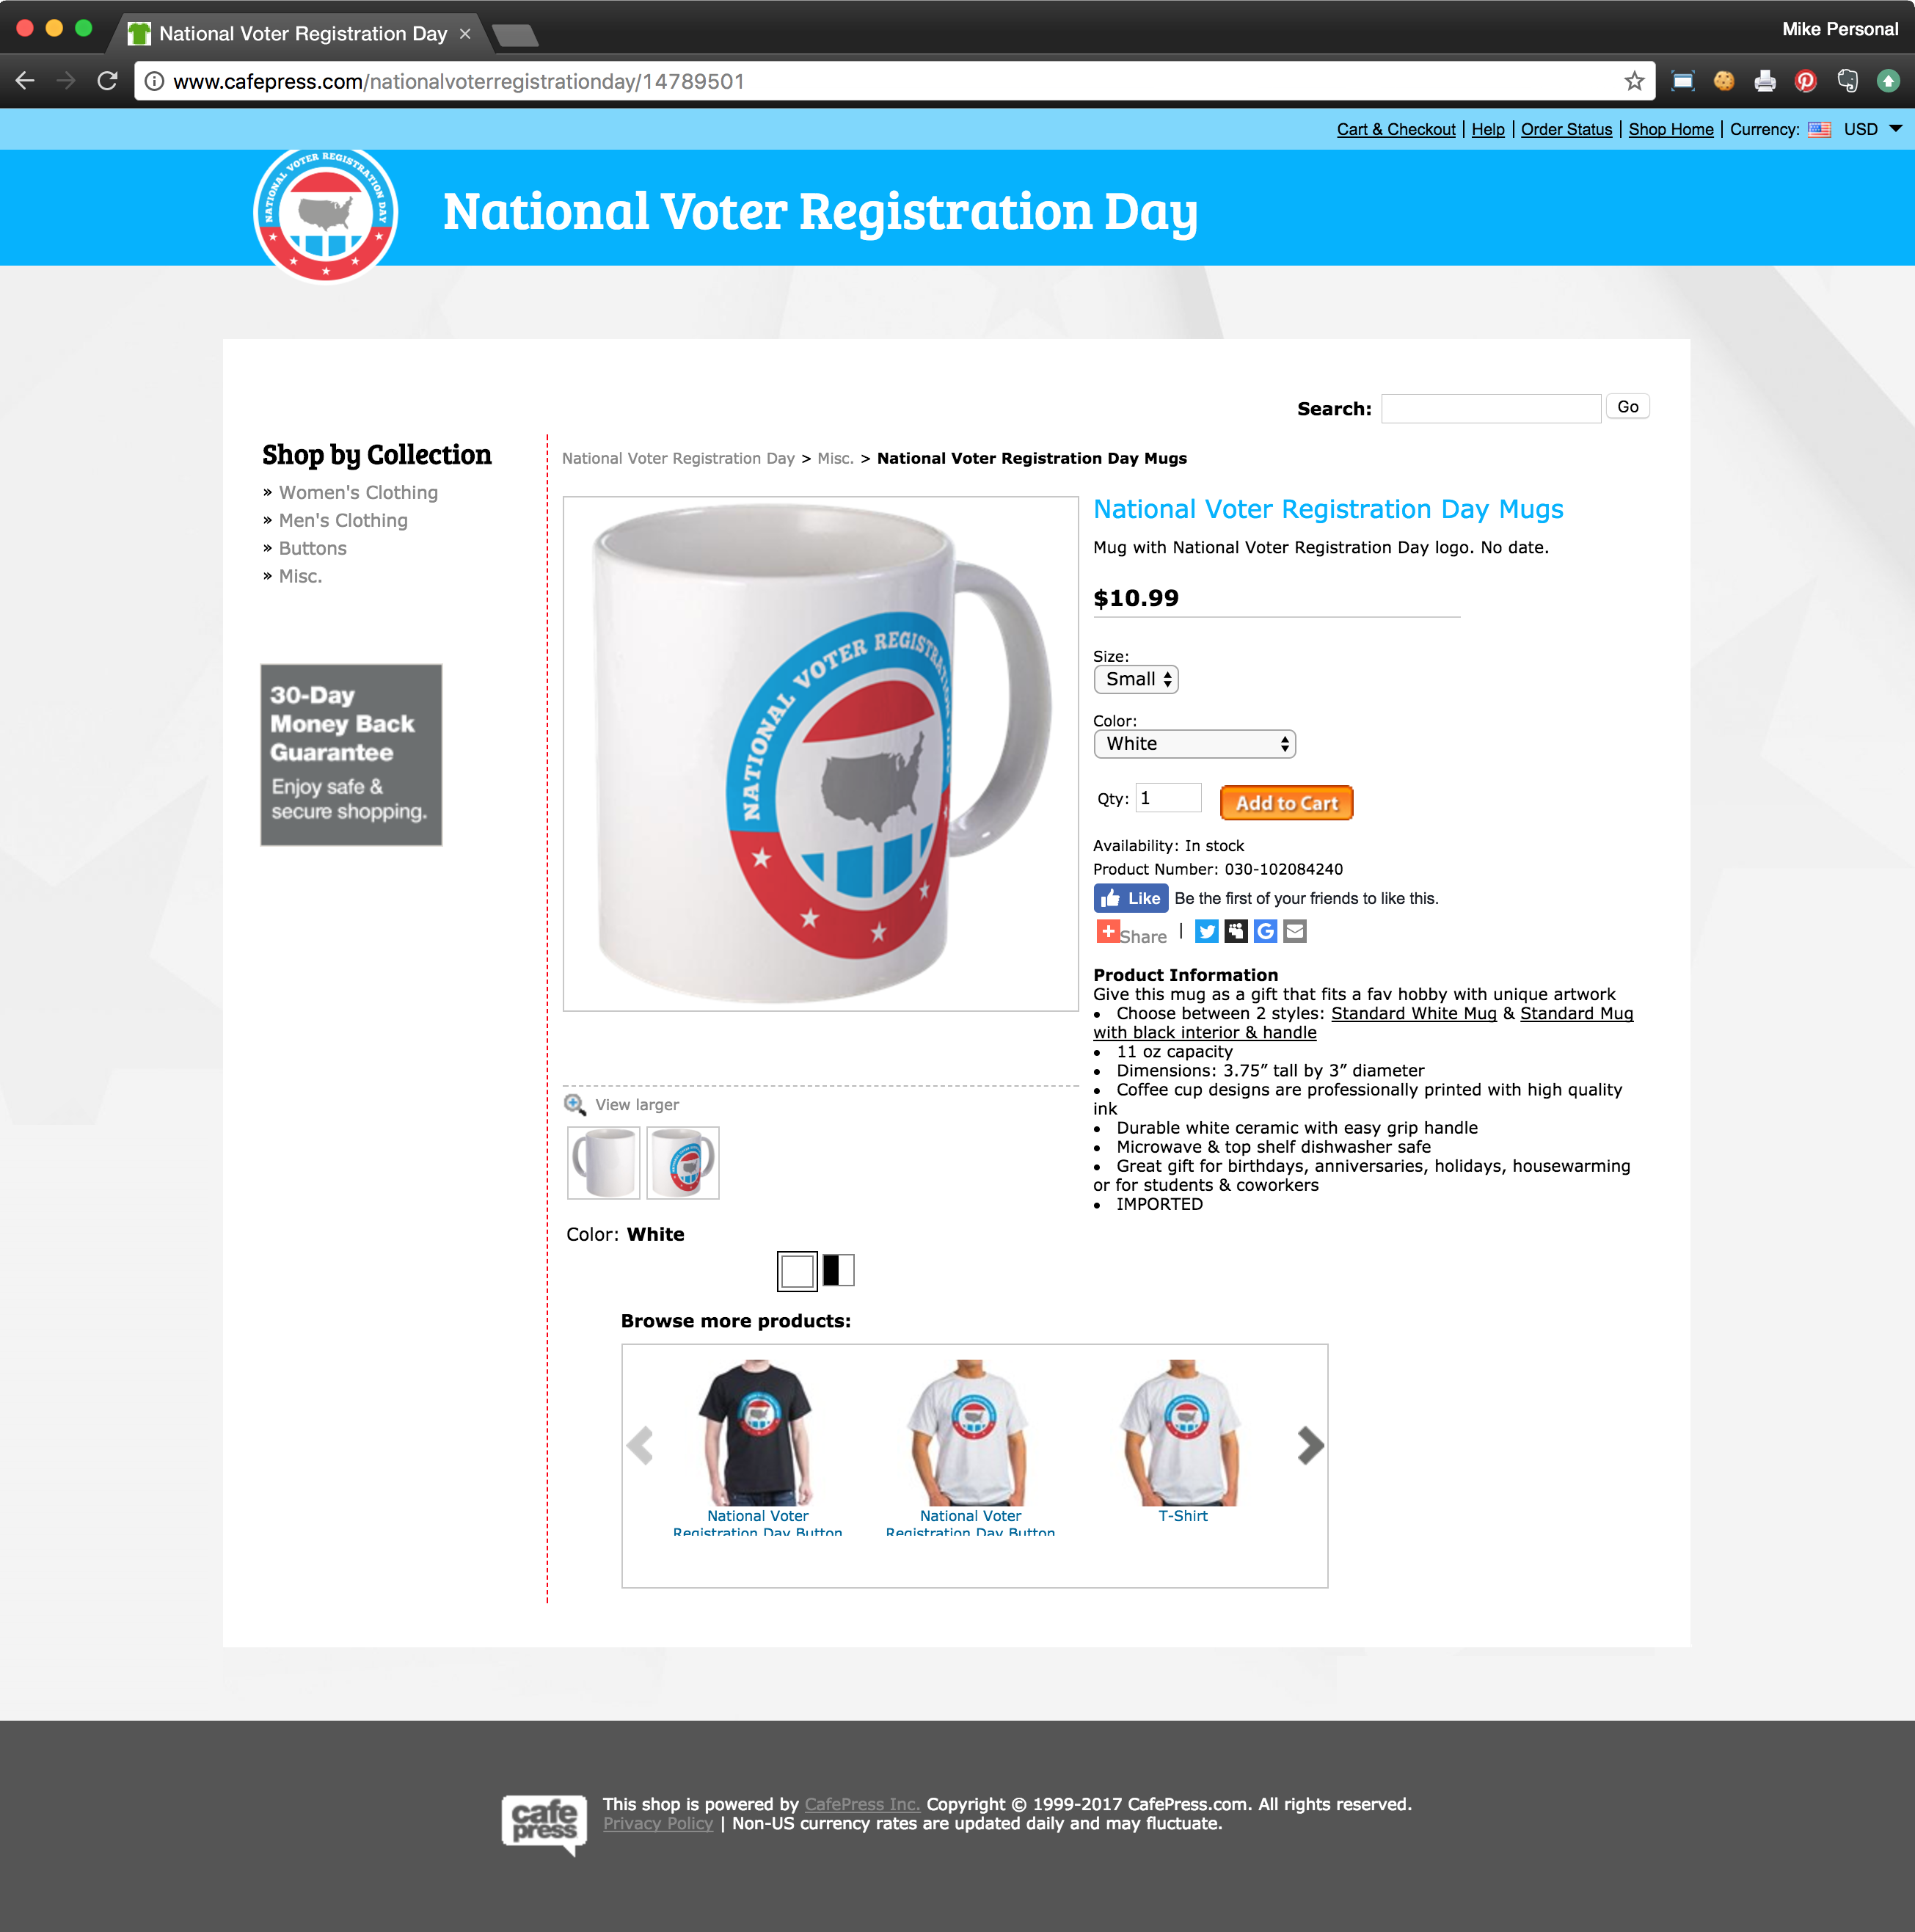 National Voter Registration Day
Mike Personal
www.cafepress.com/nationalvoterregistrationday/14789501
Cart & Checkout | Help | Order Status | Shop Home | Currency: USD
NATIONAL VOTER REGISTRATION DAY
National Voter Registration Day
Search: Go
Shop by Collection
» Women's Clothing
» Men's Clothing
» Buttons
» Misc.
30-Day
Money Back
Guarantee
Enjoy safe &
secure shopping.
National Voter Registration Day > Misc. > National Voter Registration Day Mugs
NATIONAL VOTER REGISTRATION DAY
National Voter Registration Day Mugs
Mug with National Voter Registration Day logo. No date.
$10.99
Size:
Small
Color:
White
Qty: 1 Add to Cart
Availability: In stock
Product Number: 030-102084240
Like Be the first of your friends to like this.
Share |
Product Information
Give this mug as a gift that fits a fav hobby with unique artwork
• Choose between 2 styles: Standard White Mug & Standard Mug
with black interior & handle
• 11 oz capacity
• Dimensions: 3.75” tall by 3” diameter
• Coffee cup designs are professionally printed with high quality
ink
• Durable white ceramic with easy grip handle
• Microwave & top shelf dishwasher safe
• Great gift for birthdays, anniversaries, holidays, housewarming
or for students & coworkers
• IMPORTED
View larger
Color: White
Browse more products:
National Voter
Registration Day Button
National Voter
Registration Day Button
T-Shirt
cafe
press
This shop is powered by CafePress Inc. Copyright © 1999-2017 CafePress.com. All rights reserved.
Privacy Policy | Non-US currency rates are updated daily and may fluctuate.